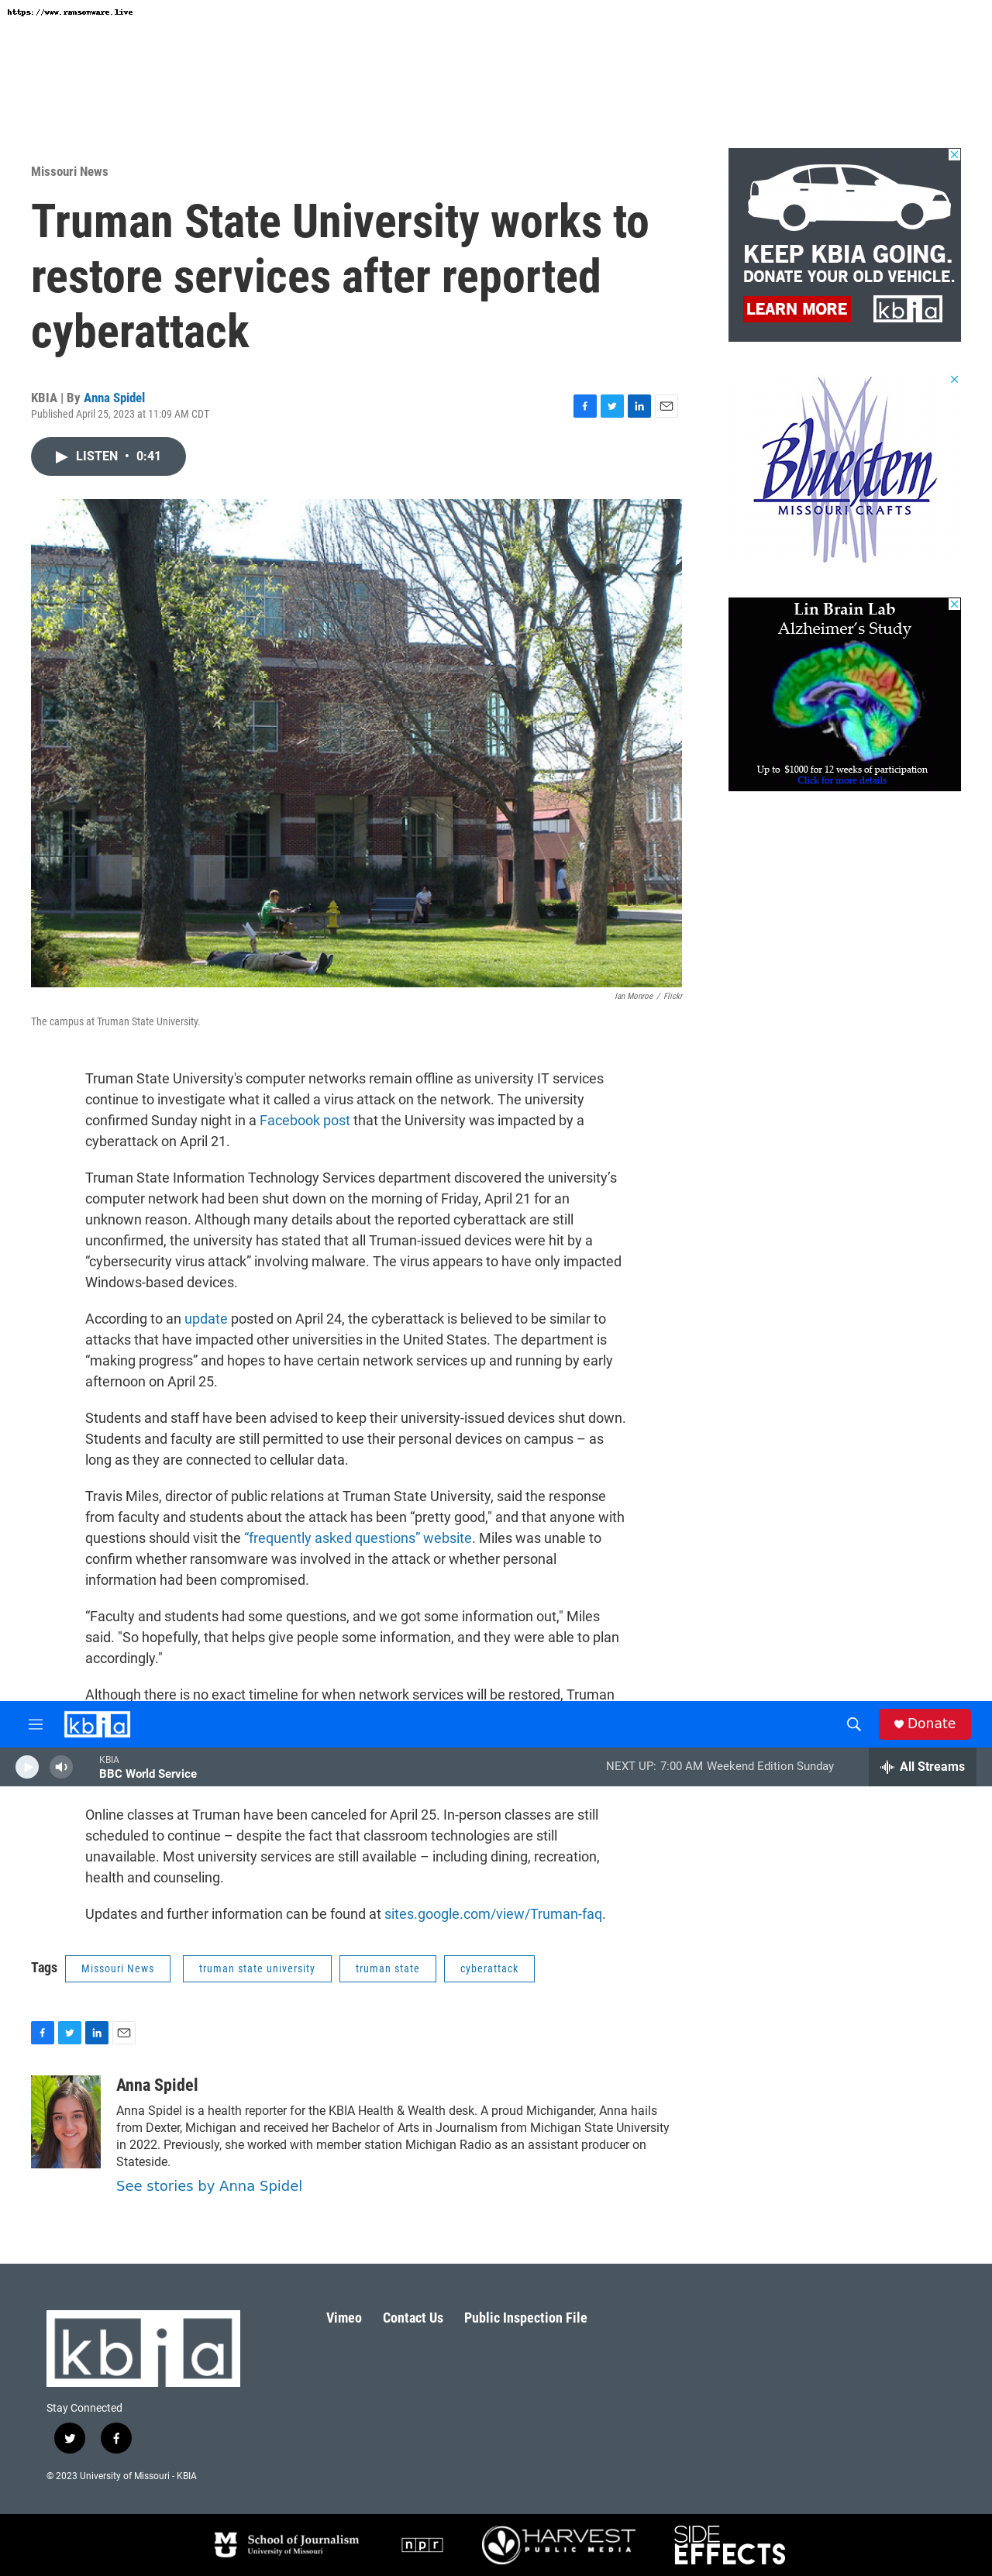 https://www.ransomware.live
Missouri News
Truman State University works to
restore services after reported
cyberattack
KBIA | By Anna Spidel
Published April 25, 2023 at 11:09 AM CDT
LISTEN • 0:41
KEEP KBIA GOING.
DONATE YOUR OLD VEHICLE.
LEARN MORE
kbia
Bluestem
MISSOURI CRAFTS
Lin Brain Lab
Alzheimer's Study
Up to $1000 for 12 weeks of participation
Click for more details
Ian Monroe / Flickr
The campus at Truman State University.
Truman State University's computer networks remain offline as university IT services
continue to investigate what it called a virus attack on the network. The university
confirmed Sunday night in a Facebook post that the University was impacted by a
cyberattack on April 21.
Truman State Information Technology Services department discovered the university's
computer network had been shut down on the morning of Friday, April 21 for an
unknown reason. Although many details about the reported cyberattack are still
unconfirmed, the university has stated that all Truman-issued devices were hit by a
“cybersecurity virus attack” involving malware. The virus appears to have only impacted
Windows-based devices.
According to an update posted on April 24, the cyberattack is believed to be similar to
attacks that have impacted other universities in the United States. The department is
“making progress” and hopes to have certain network services up and running by early
afternoon on April 25.
Students and staff have been advised to keep their university-issued devices shut down.
Students and faculty are still permitted to use their personal devices on campus – as
long as they are connected to cellular data.
Travis Miles, director of public relations at Truman State University, said the response
from faculty and students about the attack has been “pretty good," and that anyone with
questions should visit the “frequently asked questions” website. Miles was unable to
confirm whether ransomware was involved in the attack or whether personal
information had been compromised.
“Faculty and students had some questions, and we got some information out," Miles
said. "So hopefully, that helps give people some information, and they were able to plan
accordingly."
Although there is no exact timeline for when network services will be restored, Truman
kbia
Donate
KBIA
BBC World Service
NEXT UP: 7:00 AM Weekend Edition Sunday
All Streams
Online classes at Truman have been canceled for April 25. In-person classes are still
scheduled to continue – despite the fact that classroom technologies are still
unavailable. Most university services are still available – including dining, recreation,
health and counseling.
Updates and further information can be found at sites.google.com/view/Truman-faq.
Tags
Missouri News
truman state university
truman state
cyberattack
Anna Spidel
Anna Spidel is a health reporter for the KBIA Health & Wealth desk. A proud Michigander, Anna hails
from Dexter, Michigan and received her Bachelor of Arts in Journalism from Michigan State University
in 2022. Previously, she worked with member station Michigan Radio as an assistant producer on
Stateside.
See stories by Anna Spidel
kbia
Vimeo
Contact Us
Public Inspection File
Stay Connected
© 2023 University of Missouri - KBIA
School of Journalism
University of Missouri
npr
HARVEST
PUBLIC MEDIA
SIDE
EFFECTS